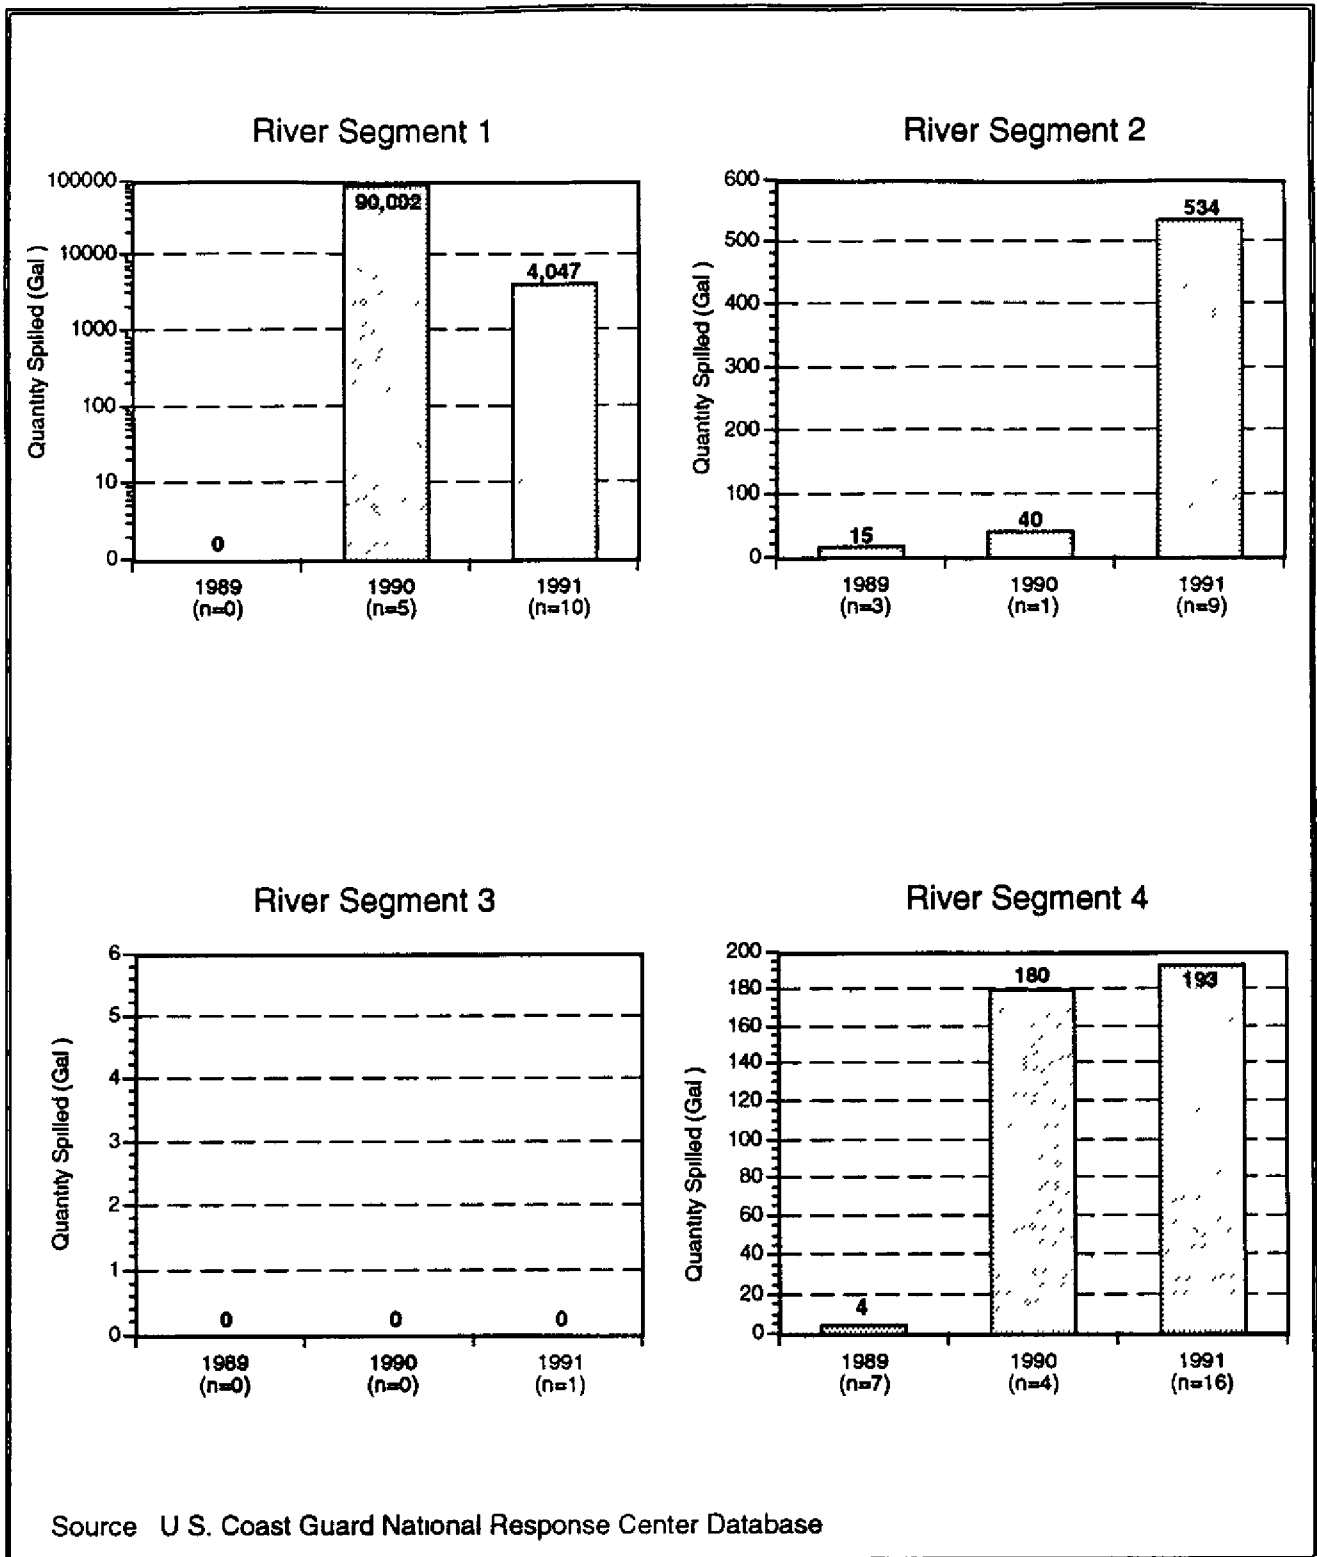 River Segment 1
Quantity Spilled (Gal )
100000
10000
1000
100
10
0
0
90,002
4,047
1989
(n=0)
1990
(n=5)
1991
(n=10)
River Segment 2
Quantity Spilled (Gal )
600
500
400
300
200
100
0
15
40
534
1989
(n=3)
1990
(n=1)
1991
(n=9)
River Segment 3
Quantity Spilled (Gal )
6
5
4
3
2
1
0
0
0
0
1989
(n=0)
1990
(n=0)
1991
(n=1)
River Segment 4
Quantity Spilled (Gal )
200
180
160
140
120
100
80
60
40
20
0
4
180
193
1989
(n=7)
1990
(n=4)
1991
(n=16)
Source U S. Coast Guard National Response Center Database